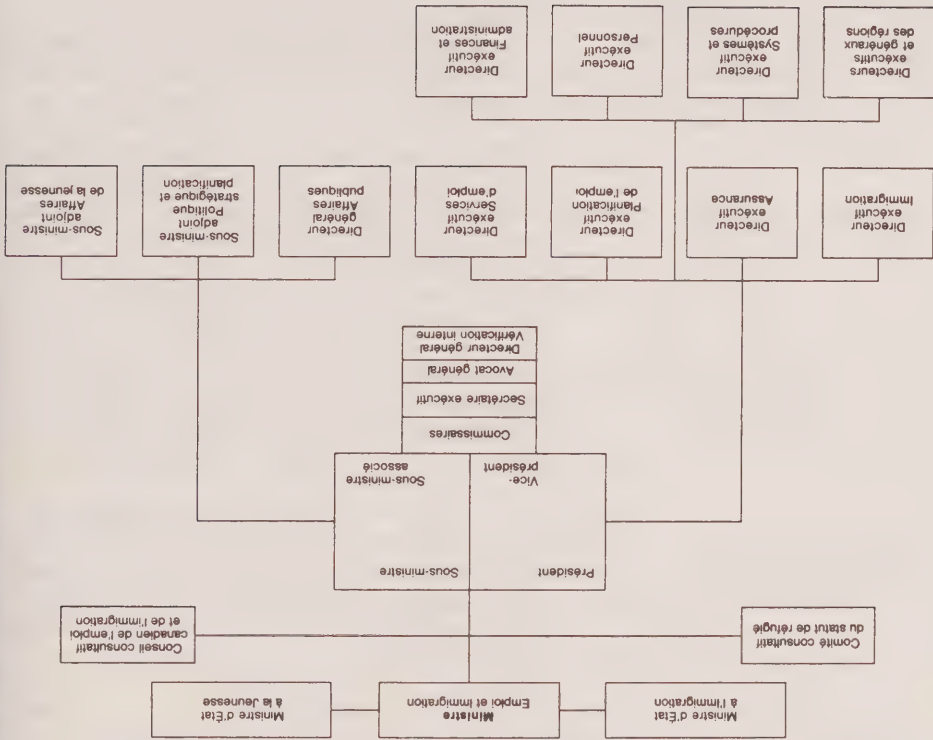 Ministre d'État
à l'Immigration
Ministre
Emploi et Immigration
Ministre d'État
à la Jeunesse
Comité consultatif
du statut de réfugié
Conseil consultatif
canadien de l'emploi
et de l'immigration
Président
Sous-ministre
Vice-
président
Sous-ministre
associé
Commissaires
Secrétaire exécutif
Avocat général
Directeur général
Vérification interne
Directeur
exécutif
Immigration
Directeur
exécutif
Assurance
Directeur
exécutif
Planification
de l'emploi
Directeur
exécutif
Services
d'emploi
Directeur
général
Affaires
publiques
Sous-ministre
adjoint
Politique
stratégique et
planification
Sous-ministre
adjoint
Affaires
de la jeunesse
Directeurs
exécutifs
et généraux
des régions
Directeur
exécutif
Systèmes et
procédures
Directeur
exécutif
Personnel
Directeur
exécutif
Finances et
administration